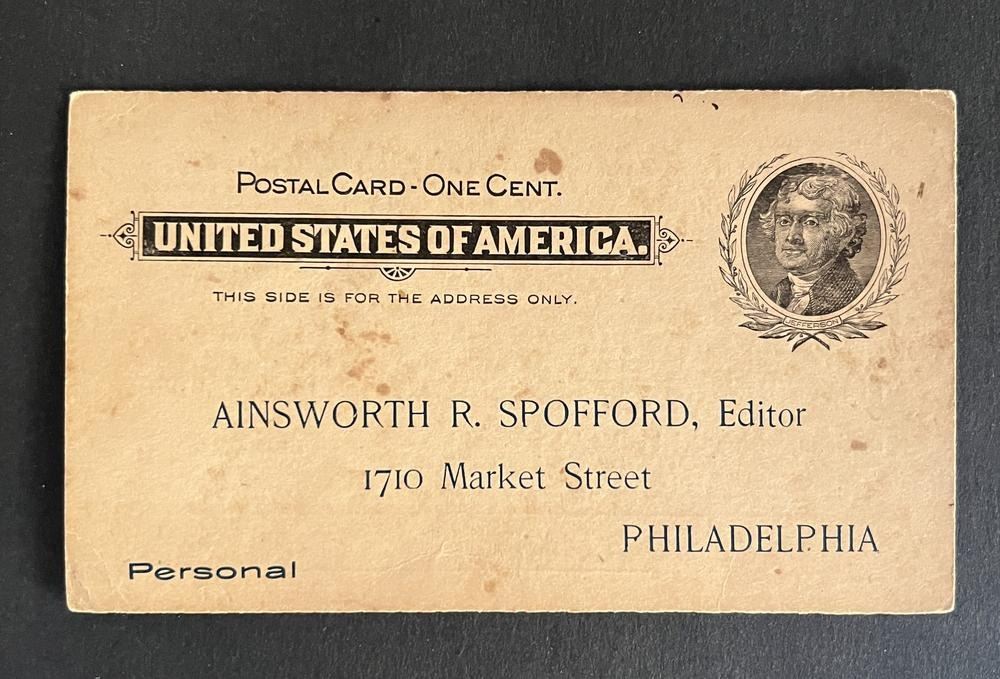 POSTAL CARD - ONE CENT.
UNITED STATES OF AMERICA.
THIS SIDE IS FOR THE ADDRESS ONLY.
JEFFERSON
AINSWORTH R. SPOFFORD, Editor
1710 Market Street
PHILADELPHIA
Personal